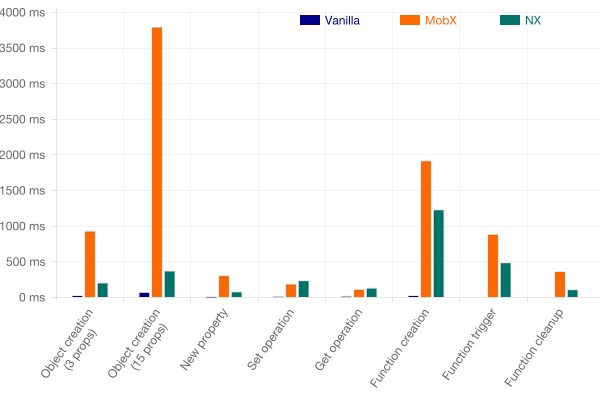 4000 ms
Vanilla
MobX
NX
3500 ms
3000 ms
2500 ms
2000 ms
1500 ms
1000 ms
500 ms
0 ms
Object creation
(3 props)
Object creation
(15 props)
New property
Set operation
Get operation
Function creation
Function trigger
Function cleanup